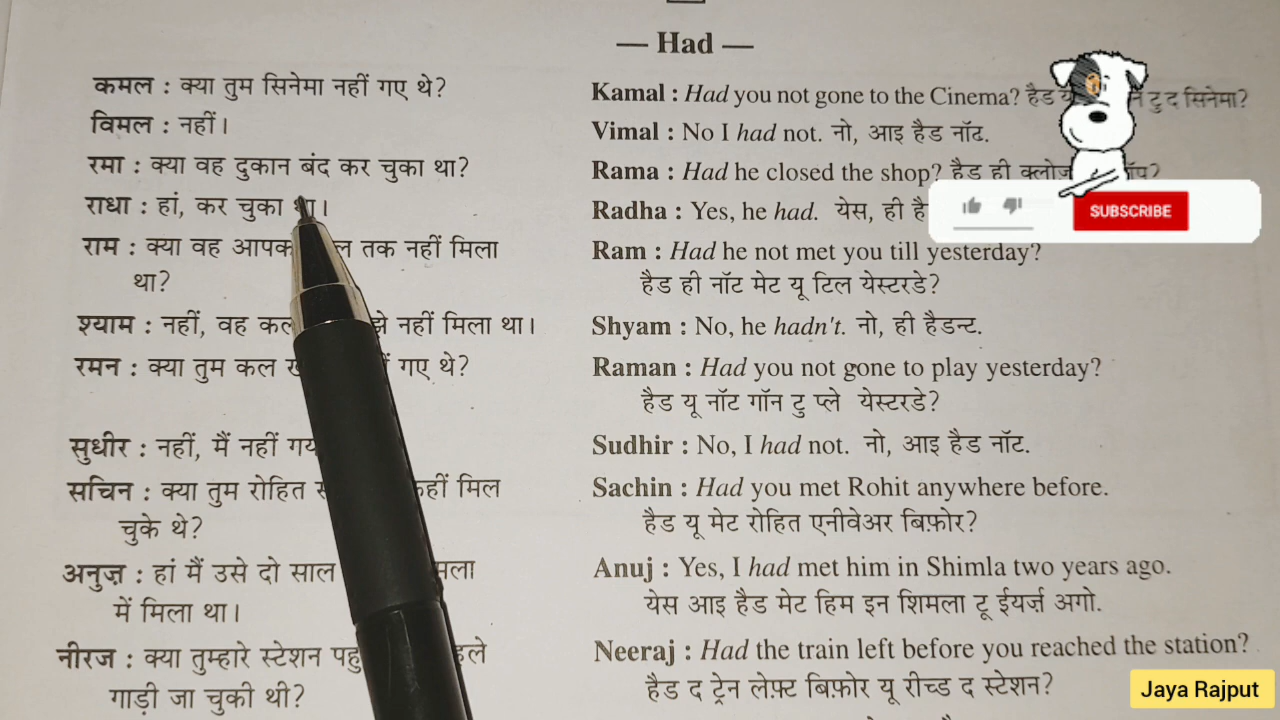 — Had —
कमल : क्या तुम सिनेमा नहीं गए थे?
Kamal : Had you not gone to the Cinema? हैड टु द सिनेमा?
विमल : नहीं।
Vimal : No I had not. नो, आइ हैड नॉट.
रमा : क्या वह दुकान बंद कर चुका था?
Rama : Had he closed the shop? हैड ही क्लोज़
राधा : हां, कर चुका था।
Radha : Yes, he had. येस, ही
SUBSCRIBE
राम : क्या वह तक नहीं मिला
था?
Ram : Had he not met you till yesterday?
हैड ही नॉट मेट यू टिल येस्टरडे?
श्याम : नहीं, वह नहीं मिला था।
Shyam : No, he hadn't. नो, ही हैडन्ट.
रमन : क्या तुम कल गए थे?
Raman : Had you not gone to play yesterday?
हैड यू नॉट गॉन टु प्ले येस्टरडे?
सुधीर : नहीं, मैं नहीं
Sudhir : No, I had not. नो, आइ हैड नॉट.
सचिन : क्या तुम रोहित मिल
चुके थे?
Sachin : Had you met Rohit anywhere before.
हैड यू मेट रोहित एनीवेअर बिफ़ोर?
अनुज़ : हां मैं उसे दो साल
में मिला था।
Anuj : Yes, I had met him in Shimla two years ago.
येस आइ हैड मेट हिम इन शिमला टू ईयर्ज़ अगो.
नीरज : क्या तुम्हारे स्टेशन
गाड़ी जा चुकी थी?
Neeraj : Had the train left before you reached the station?
हैड द ट्रेन लेफ़्ट बिफ़ोर यू रीच्ड द स्टेशन?
Jaya Rajput